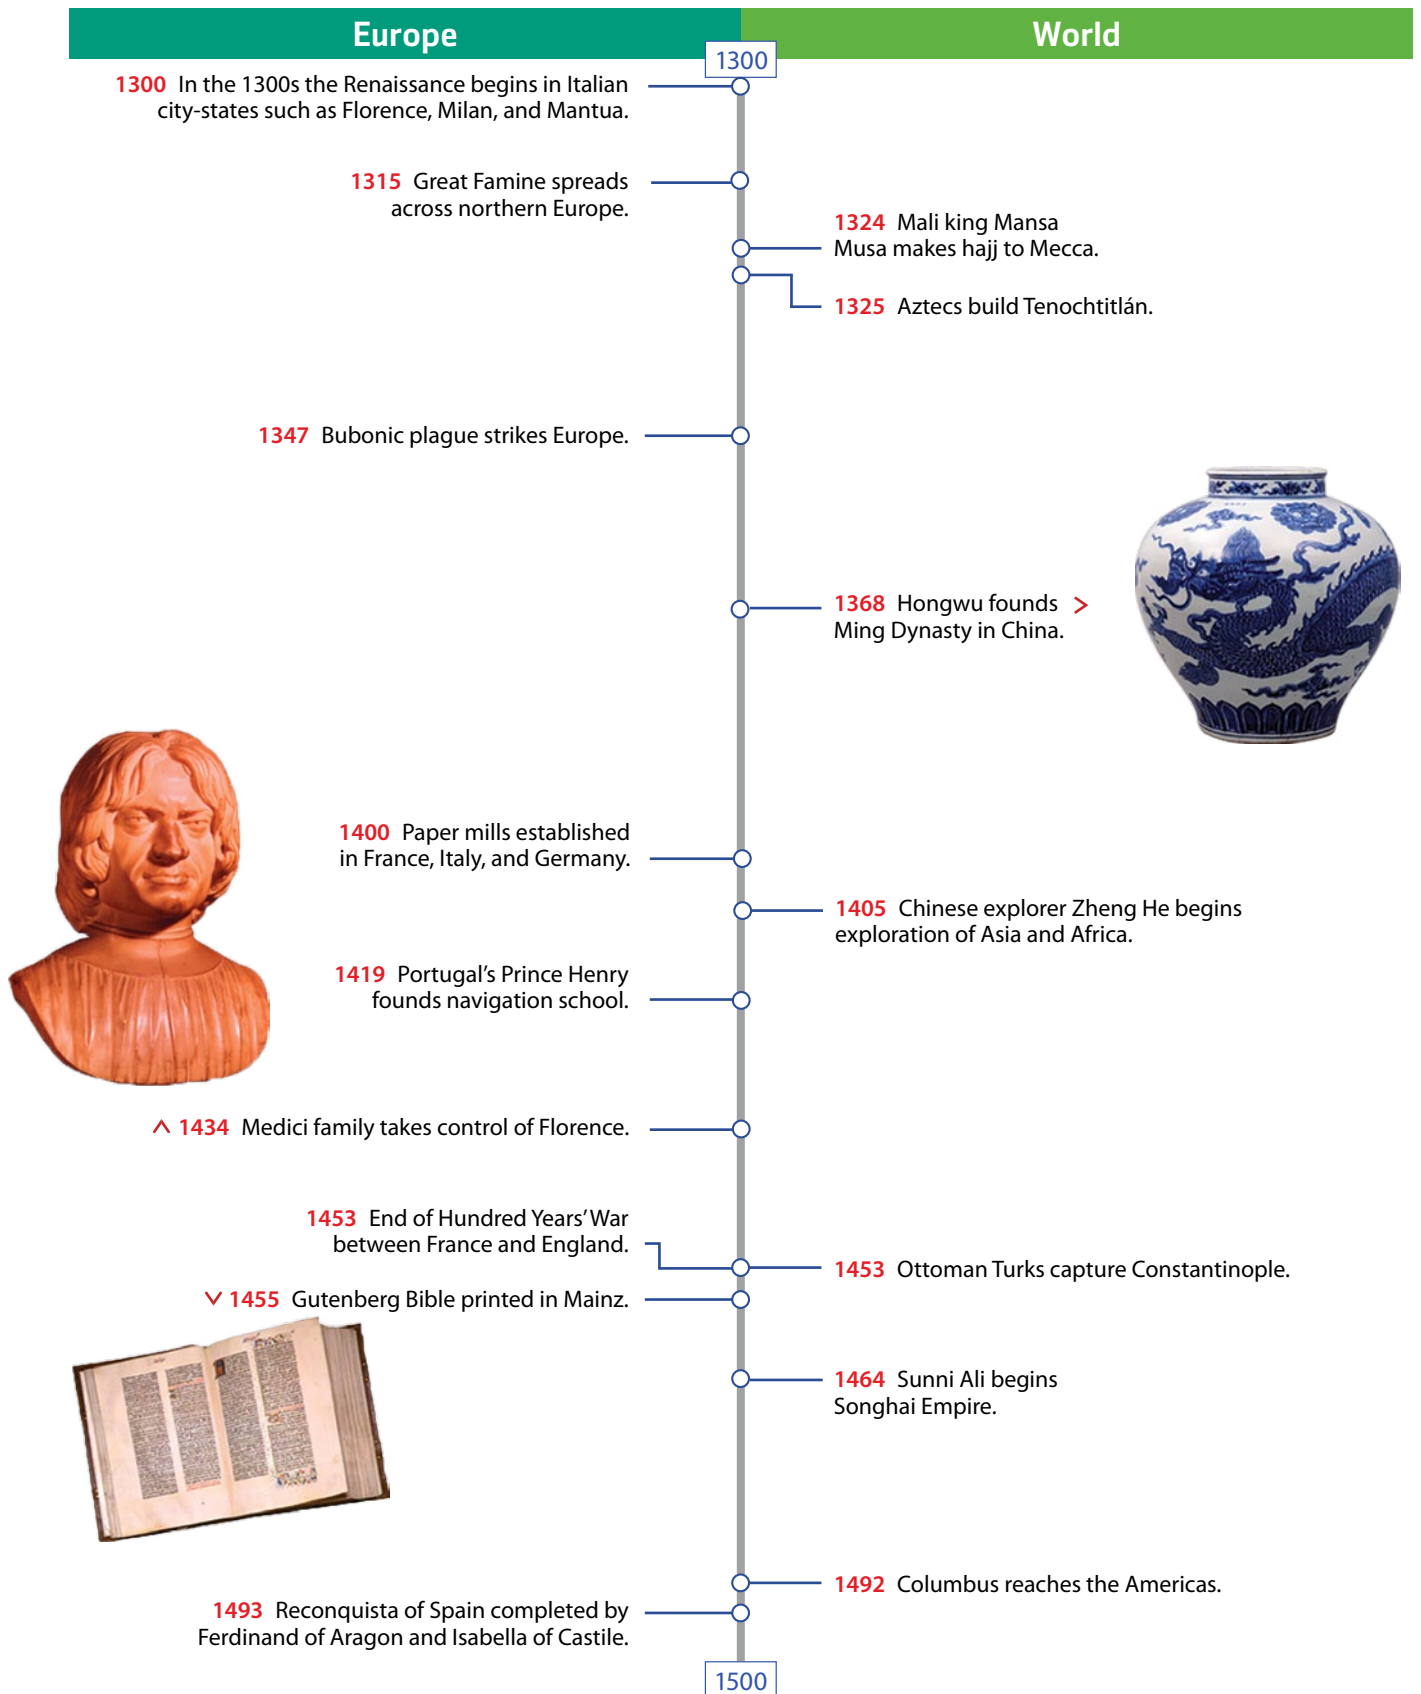 Europe
World
1300
1300 In the 1300s the Renaissance begins in Italian
city-states such as Florence, Milan, and Mantua.
1315 Great Famine spreads
across northern Europe.
1324 Mali king Mansa
Musa makes hajj to Mecca.
1325 Aztecs build Tenochtitlán.
1347 Bubonic plague strikes Europe.
1368 Hongwu founds >
Ming Dynasty in China.
1400 Paper mills established
in France, Italy, and Germany.
1405 Chinese explorer Zheng He begins
exploration of Asia and Africa.
1419 Portugal’s Prince Henry
founds navigation school.
1434 Medici family takes control of Florence.
1453 End of Hundred Years’ War
between France and England.
1453 Ottoman Turks capture Constantinople.
1455 Gutenberg Bible printed in Mainz.
1464 Sunni Ali begins
Songhai Empire.
1492 Columbus reaches the Americas.
1493 Reconquista of Spain completed by
Ferdinand of Aragon and Isabella of Castile.
1500